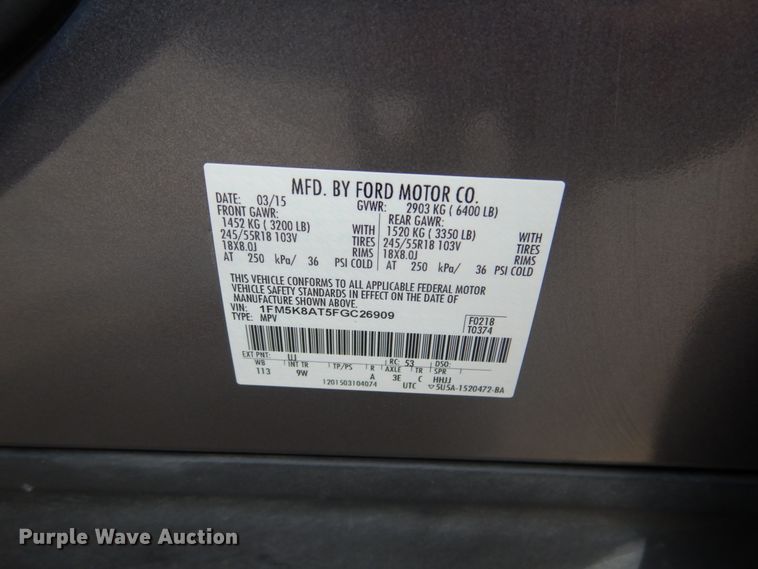 MFD. BY FORD MOTOR CO.
DATE: 03/15 GVWR: 2903 KG ( 6400 LB)
FRONT GAWR: REAR GAWR:
1452 KG ( 3200 LB) WITH 1520 KG ( 3350 LB) WITH
245/55R18 103V TIRES 245/55R18 103V TIRES
18X8.0J RIMS 18X8.0J RIMS
AT 250 kPa/ 36 PSI COLD AT 250 kPa/ 36 PSI COLD
THIS VEHICLE CONFORMS TO ALL APPLICABLE FEDERAL MOTOR
VEHICLE SAFETY STANDARDS IN EFFECT ON THE DATE OF
MANUFACTURE SHOWN ABOVE.
VIN: 1FM5K8AT5FGC26909 F0218
TYPE: MPV T0374
EXT PNT: UJ RC: 53 DSO:
WB INT TR TP/PS R AXLE TR SPR
113 9W A 3E C HHJJ
1201503104074 UTC 5U5A-1520472-BA
Purple Wave Auction